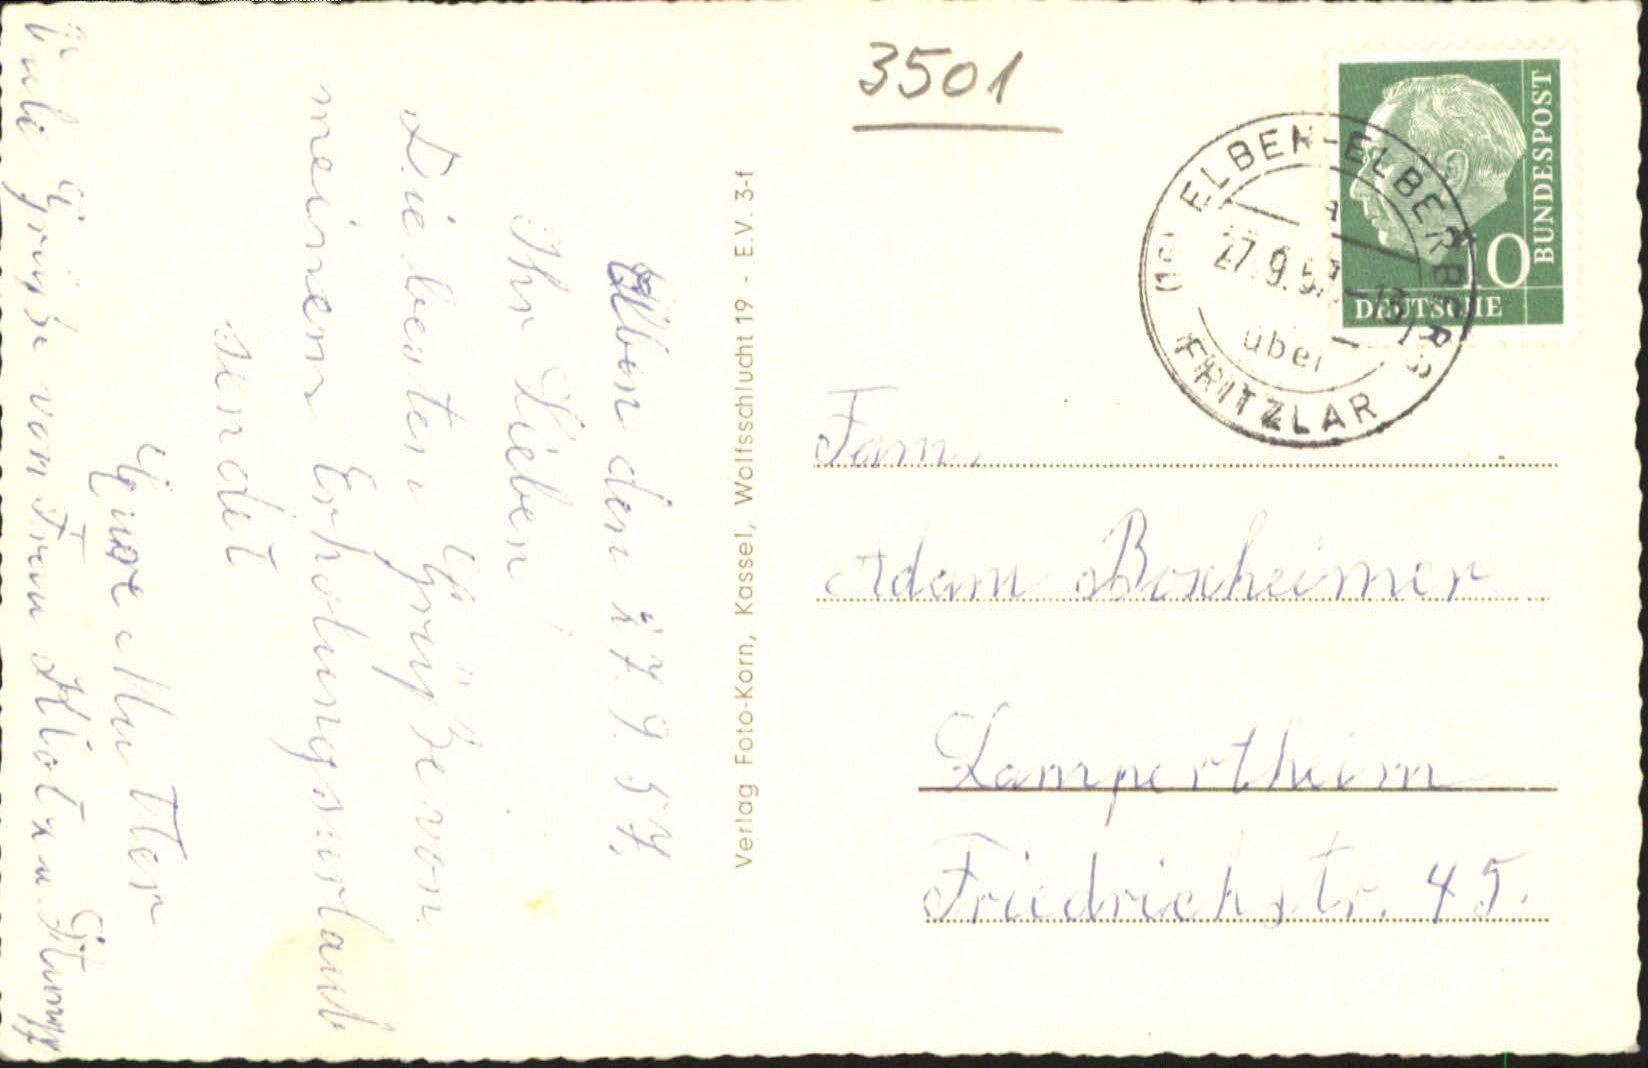 3501
BUNDESPOST
10
DEUTSCHE
ELBEN-ELBERBERG
27.9.57-13
über
FRITZLAR
Elben den 27.9.57.
Ihr Lieben!
Die besten Grüße von
meinem Erholungsurlaub
sendet
Eure Mutter
Viele Grüße von Frau
Verlag Foto-Korn, Kassel, Wolfsschlucht 19 - E.V. 3-f
Fam.
Adam Boxheimer
Lampertheim
Friedrichstr. 45.